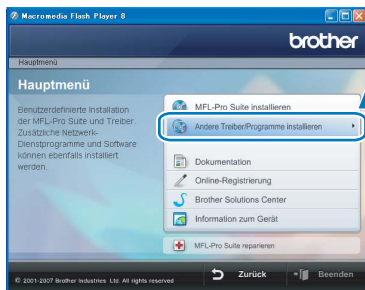 Macromedia Flash Player 8
brother
Hauptmenü
Hauptmenü
Benutzerdefinierte Installation
der MFL-Pro Suite und Treiber.
Zusätzliche Netzwerk-
Dienstprogramme und Software
können ebenfalls installiert
werden.
MFL-Pro Suite installieren
Andere Treiber/Programme installieren
Dokumentation
Online-Registrierung
Brother Solutions Center
Information zum Gerät
MFL-Pro Suite reparieren
© 2001-2007 Brother Industries Ltd. All rights reserved
Zurück
Beenden